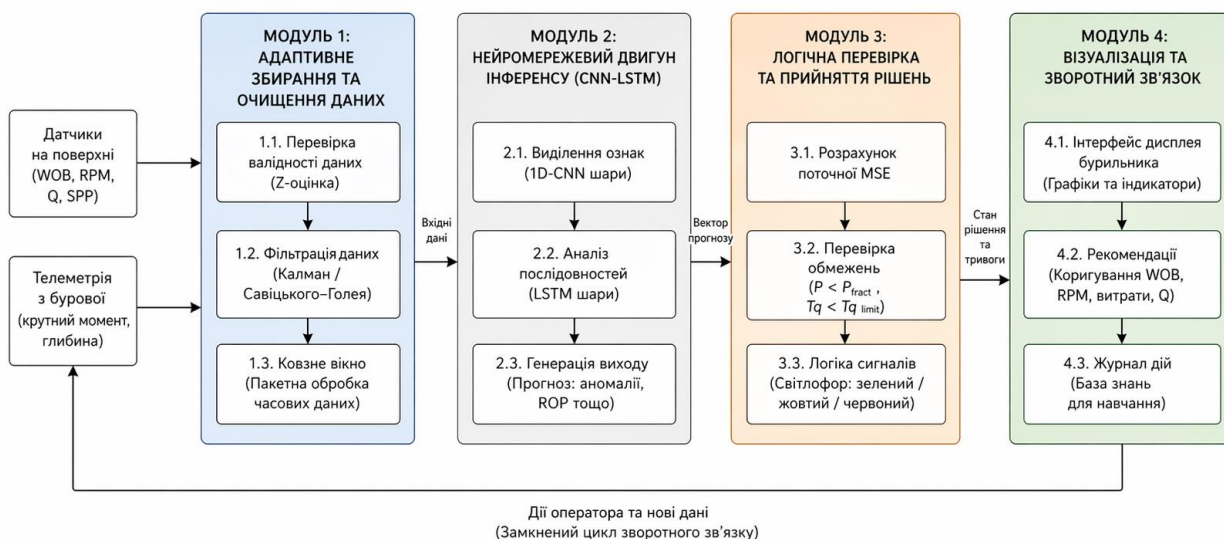 Датчики
на поверхні
(WOB, RPM,
Q, SPP)
Телеметрія
з бурової
(крутний момент,
глибина)
МОДУЛЬ 1:
АДАПТИВНЕ
ЗБИРАННЯ ТА
ОЧИЩЕННЯ ДАНИХ
1.1. Перевірка
валідності даних
(Z-оцінка)
1.2. Фільтрація даних
(Калман /
Савіцького–Голея)
1.3. Ковзне вікно
(Пакетна обробка
часових даних)
Вхідні
дані
МОДУЛЬ 2:
НЕЙРОМЕРЕЖЕВИЙ ДВИГУН
ІНФЕРЕНСУ (CNN-LSTM)
2.1. Виділення ознак
(1D-CNN шари)
2.2. Аналіз
послідовностей
(LSTM шари)
2.3. Генерація виходу
(Прогноз: аномалії,
ROP тощо)
Вектор
прогнозу
МОДУЛЬ 3:
ЛОГІЧНА ПЕРЕВІРКА
ТА ПРИЙНЯТТЯ РІШЕНЬ
3.1. Розрахунок
поточної MSE
3.2. Перевірка
обмежень
(P < P fract ,
Tq < Tq limit)
3.3. Логіка сигналів
(Світлофор: зелений /
жовтий / червоний)
Стан
рішення
та
тривоги
МОДУЛЬ 4:
ВІЗУАЛІЗАЦІЯ ТА
ЗВОРОТНИЙ ЗВ'ЯЗОК
4.1. Інтерфейс дисплея
бурильника
(Графіки та індикатори)
4.2. Рекомендації
(Коригування WOB,
RPM, витрати, Q)
4.3. Журнал дій
(База знань
для навчання)
Дії оператора та нові дані
(Замкнений цикл зворотного зв'язку)